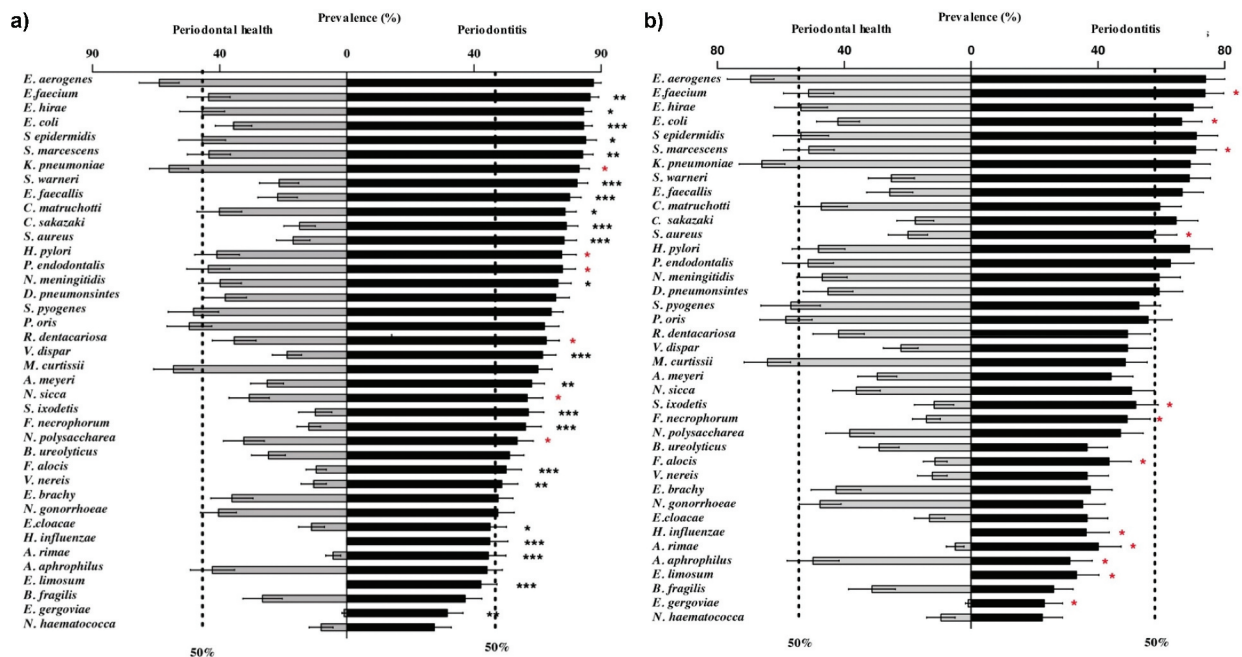 a)
Prevalence (%)
Periodontal health
Periodontitis
90
40
0
40
90
E. aerogenes
E.faecium
**
E. hirae
*
E. coli
***
S epidermidis
*
S. marcescens
**
K. pneumoniae
*
S. warneri
***
E. faecallis
***
C. matruchotti
*
C. sakazaki
***
S. aureus
***
H. pylori
*
P. endodontalis
*
N. meningitidis
*
D. pneumonsintes
S. pyogenes
P. oris
R. dentacariosa
*
V. dispar
***
M. curtissii
A. meyeri
**
N. sicca
*
S. ixodetis
***
F. necrophorum
***
N. polysaccharea
*
B. ureolyticus
F. alocis
***
V. nereis
**
E. brachy
N. gonorrhoeae
E.cloacae
*
H. influenzae
***
A. rimae
***
A. aphrophilus
E. limosum
***
B. fragilis
E. gergoviae
**
N. haematococca
50%
50%
b)
Prevalence (%)
Periodontal health
Periodontitis
;
80
40
0
40
80
E. aerogenes
E.faecium
*
E. hirae
E. coli
*
S epidermidis
S. marcescens
*
K. pneumoniae
S. warneri
E. faecallis
C. matruchotti
C. sakazaki
S. aureus
*
H. pylori
P. endodontalis
N. meningitidis
D. pneumonsintes
S. pyogenes
P. oris
R. dentacariosa
V. dispar
M. curtissii
A. meyeri
N. sicca
S. ixodetis
*
F. necrophorum
*
N. polysaccharea
B. ureolyticus
F. alocis
*
V. nereis
E. brachy
N. gonorrhoeae
E.cloacae
H. influenzae
*
A. rimae
*
A. aphrophilus
*
E. limosum
*
B. fragilis
E. gergoviae
*
N. haematococca
50%
50%